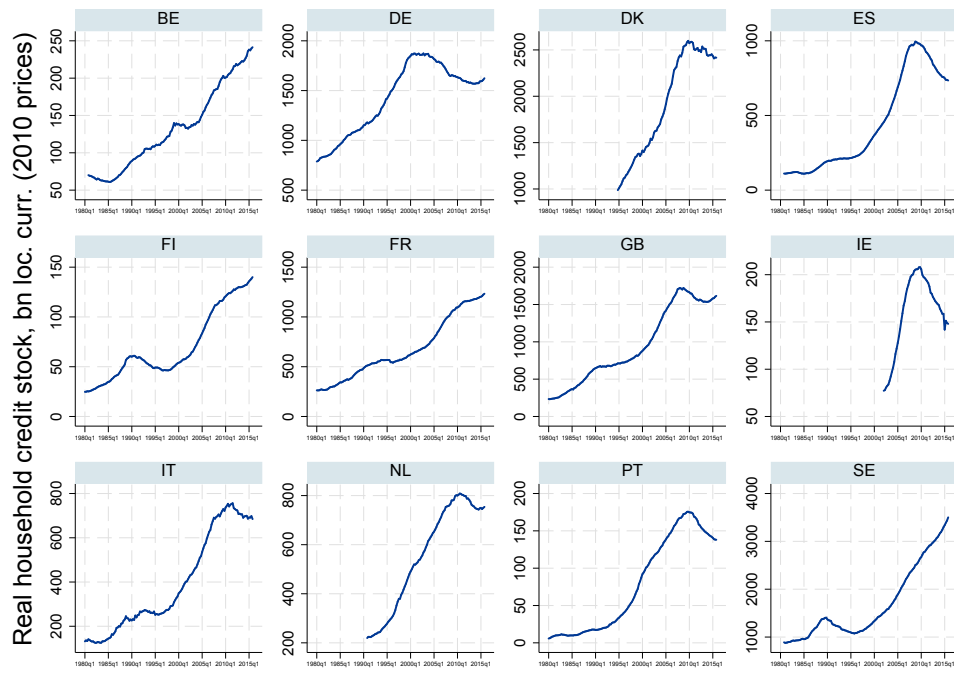 Real household credit stock, bn loc. curr. (2010 prices)
BE
250
200
150
100
50
1980q1 1985q1 1990q1 1995q1 2000q1 2005q1 2010q1 2015q1
DE
2000
1500
1000
500
1980q1 1985q1 1990q1 1995q1 2000q1 2005q1 2010q1 2015q1
DK
2500
2000
1500
1000
1980q1 1985q1 1990q1 1995q1 2000q1 2005q1 2010q1 2015q1
ES
1000
500
0
1980q1 1985q1 1990q1 1995q1 2000q1 2005q1 2010q1 2015q1
FI
150
100
50
0
1980q1 1985q1 1990q1 1995q1 2000q1 2005q1 2010q1 2015q1
FR
1500
1000
500
0
1980q1 1985q1 1990q1 1995q1 2000q1 2005q1 2010q1 2015q1
GB
2000
1500
1000
500
0
1980q1 1985q1 1990q1 1995q1 2000q1 2005q1 2010q1 2015q1
IE
200
150
100
50
1980q1 1985q1 1990q1 1995q1 2000q1 2005q1 2010q1 2015q1
IT
800
600
400
200
1980q1 1985q1 1990q1 1995q1 2000q1 2005q1 2010q1 2015q1
NL
800
600
400
200
1980q1 1985q1 1990q1 1995q1 2000q1 2005q1 2010q1 2015q1
PT
200
150
100
50
0
1980q1 1985q1 1990q1 1995q1 2000q1 2005q1 2010q1 2015q1
SE
4000
3000
2000
1000
1980q1 1985q1 1990q1 1995q1 2000q1 2005q1 2010q1 2015q1